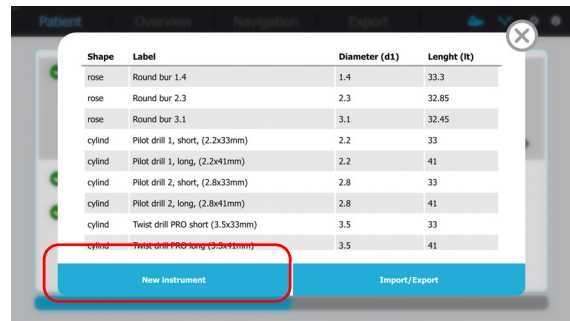 Patient Overview Navigation Export
Shape Label Diameter (d1) Lenght (lt)
rose Round bur 1.4 1.4 33.3
rose Round bur 2.3 2.3 32.85
rose Round bur 3.1 3.1 32.45
cylind Pilot drill 1, short, (2.2x33mm) 2.2 33
cylind Pilot drill 1, long, (2.2x41mm) 2.2 41
cylind Pilot drill 2, short, (2.8x33mm) 2.8 33
cylind Pilot drill 2, long, (2.8x41mm) 2.8 41
cylind Twist drill PRO short (3.5x33mm) 3.5 33
cylind Twist drill PRO long (3.5x41mm) 3.5 41
New instrument Import/Export